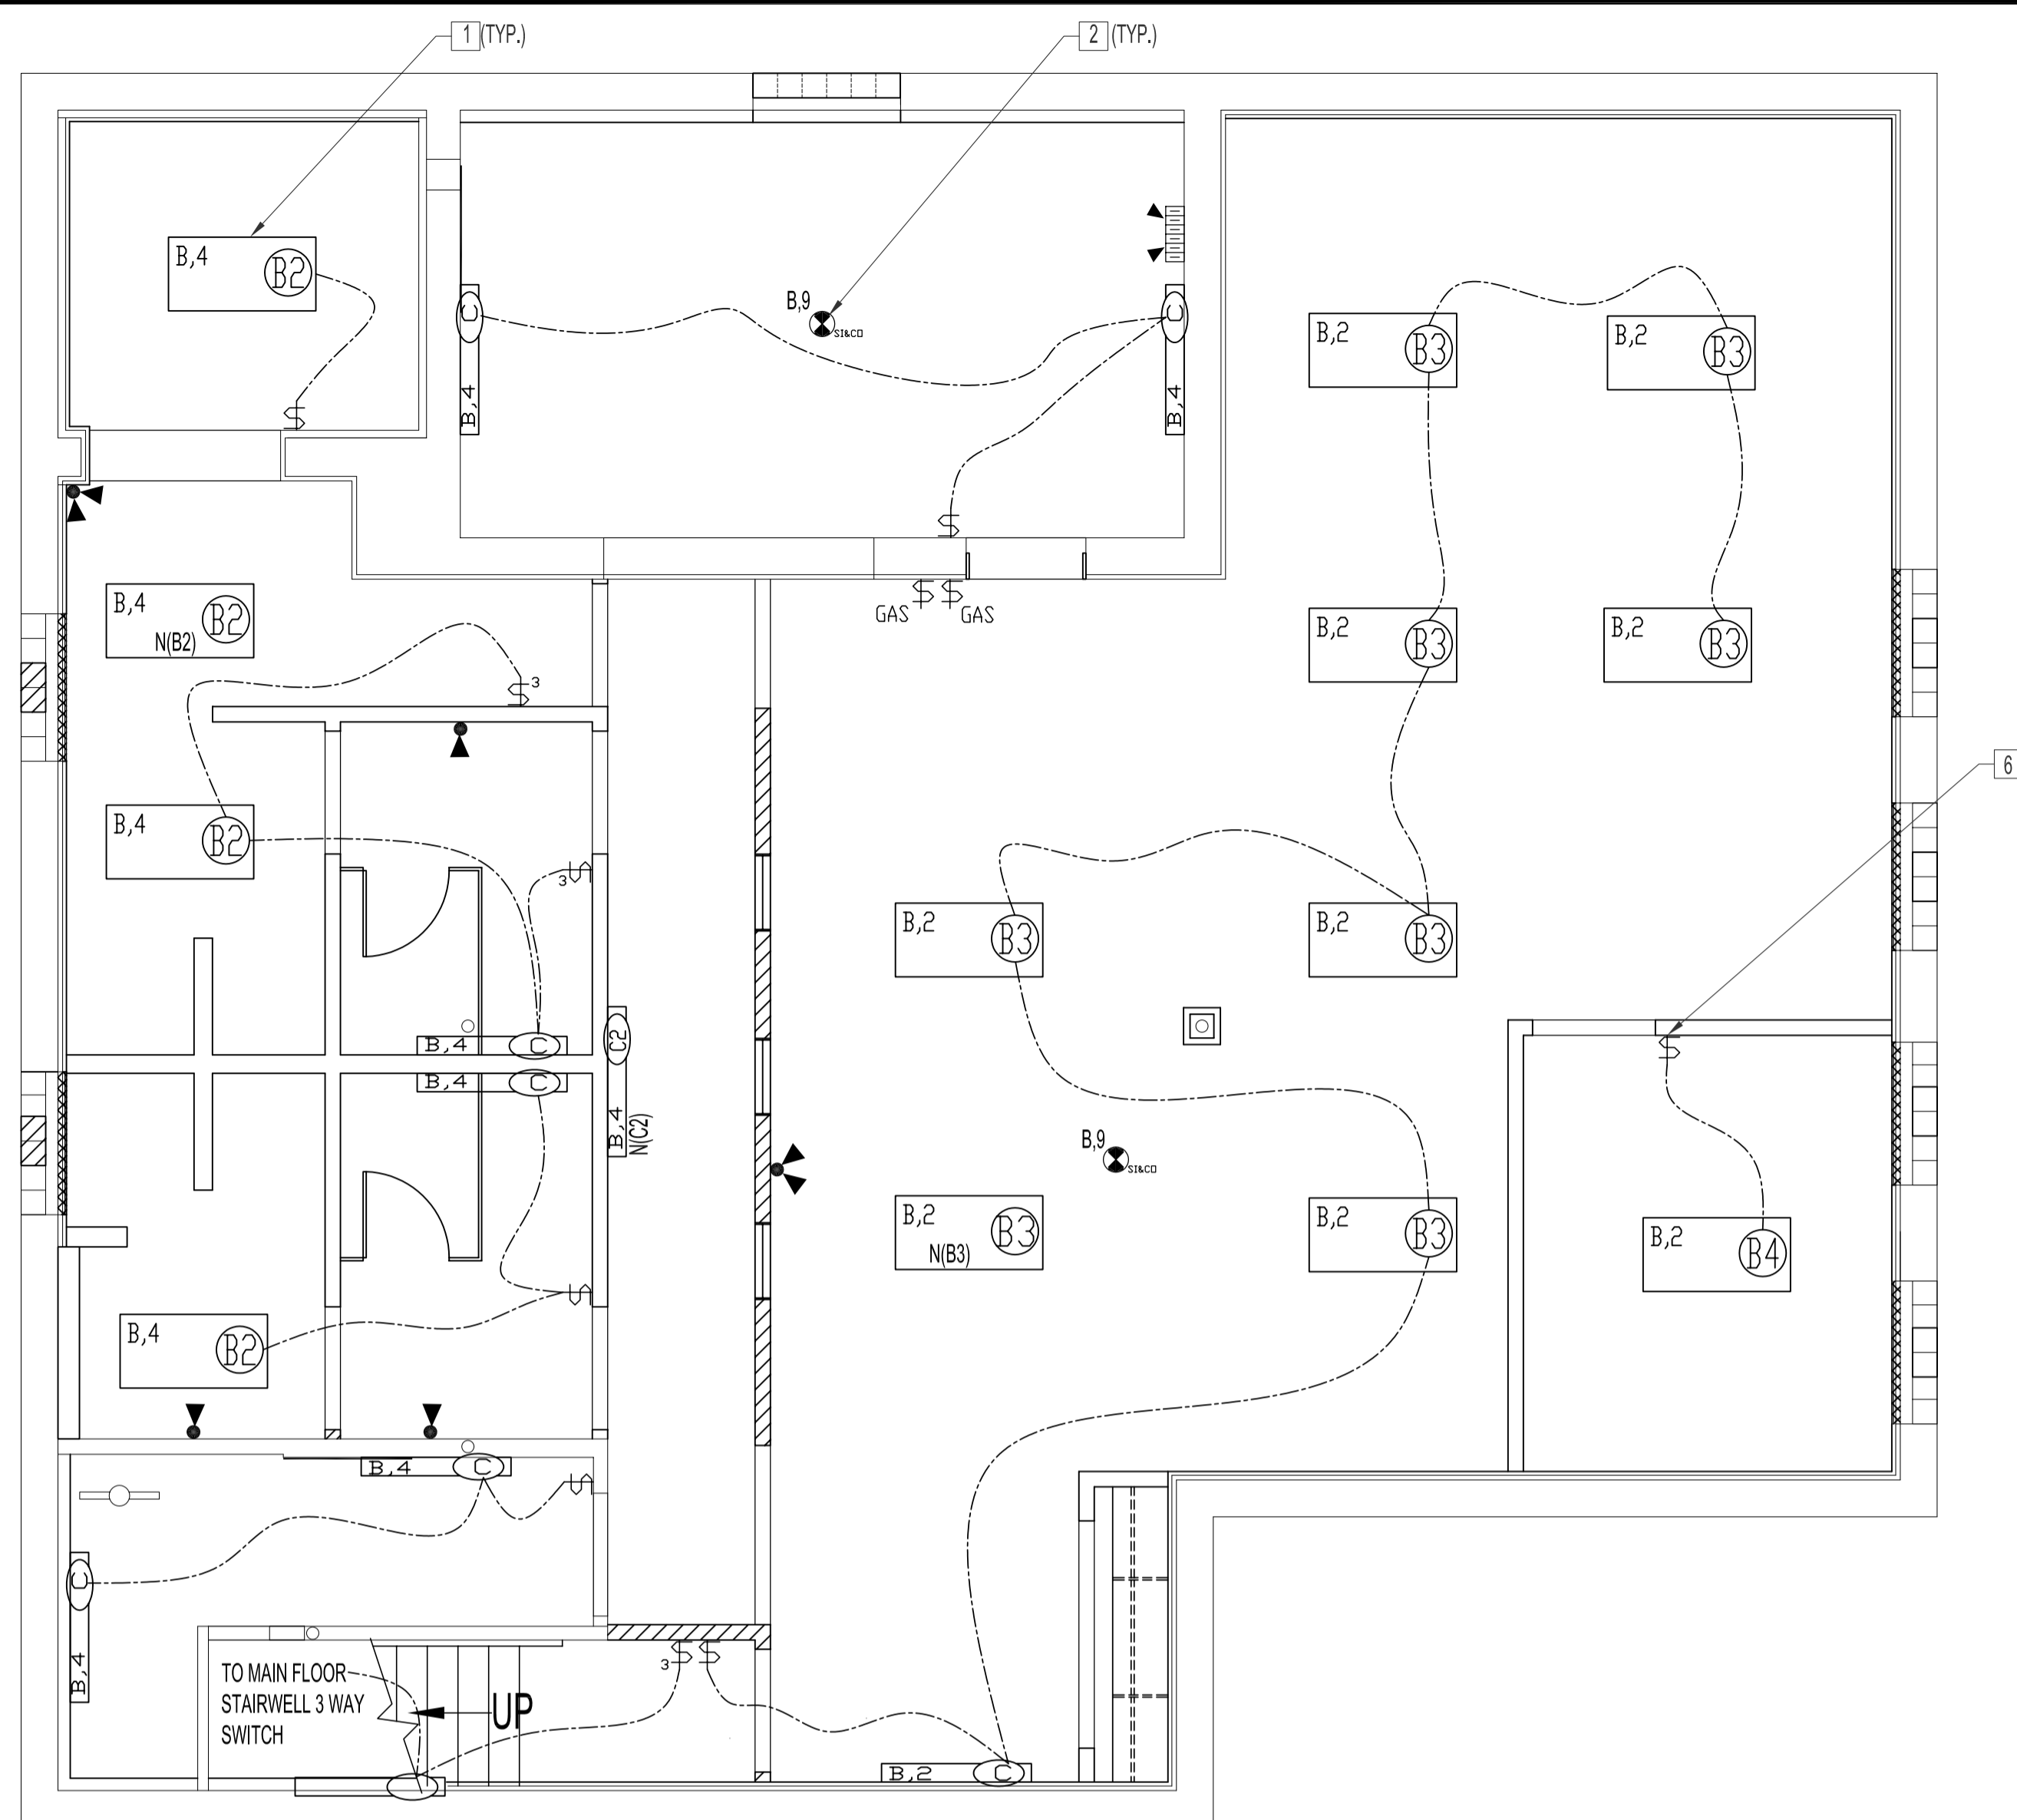 1 (TYP.)
2 (TYP.)
B,4 B2
C
B,4
B,9
SI&CO
C
B,4
B,2 B3
B,2 B3
GAS GAS
B,4 B2
N(B2)
3
B,2 B3
B,2 B3
6
B,4 B2
3
B,2 B3
B,2 B3
B,4 C
B,4 C
C2
B,4
N(C2)
B,9
SI&CO
B,2 B3
N(B3)
B,2 B3
B,2 B4
B,4 B2
B,4 C
C
B,4
3
TO MAIN FLOOR
STAIRWELL 3 WAY
SWITCH
UP
B,2 C